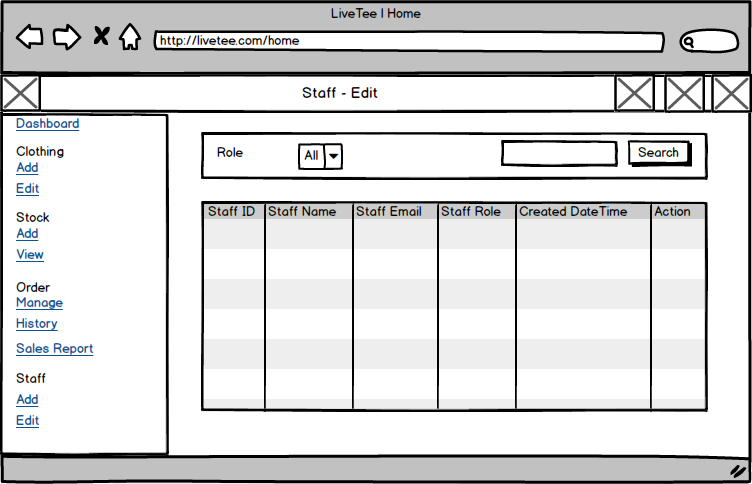 LiveTee | Home
http://livetee.com/home
Staff - Edit
Dashboard
Clothing
Add
Edit
Stock
Add
View
Order
Manage
History
Sales Report
Staff
Add
Edit
Role All Search
Staff ID Staff Name Staff Email Staff Role Created DateTime Action